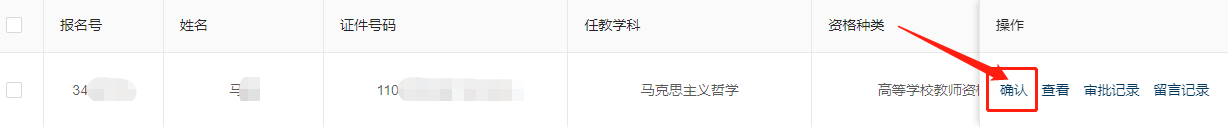 报名号 姓名 证件号码 任教学科 资格种类 操作
34 马 110 马克思主义哲学 高等学校教师资格 确认 查看 审批记录 留言记录